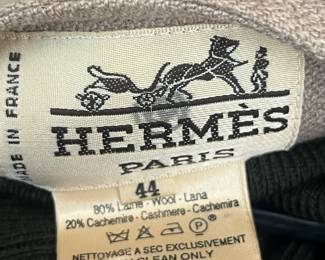 MADE IN FRANCE
HERMÈS
PARIS
44
80% Laine - Wool - Lana
20% Cachemire - Cashmere - Cachemira
NETTOYAGE A SEC EXCLUSIVEMENT
CLEAN ONLY